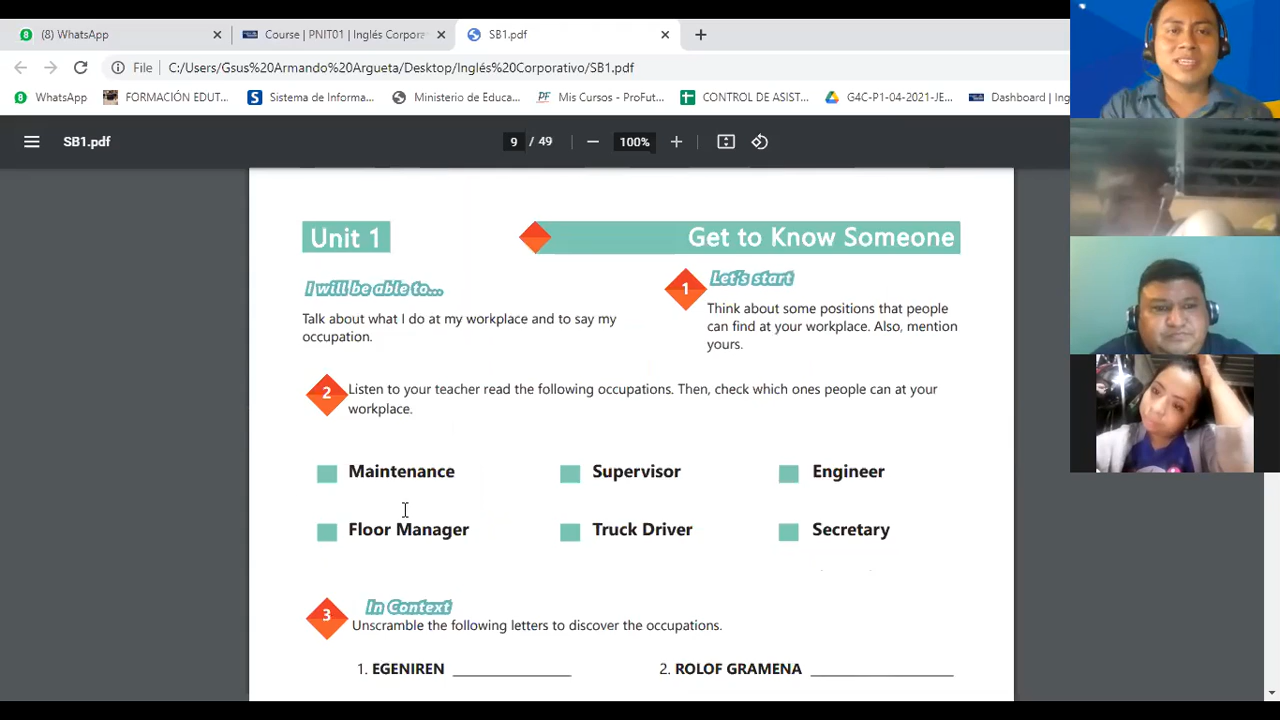 (8) WhatsApp
Course | PNIT01 | Inglés Corpora
SB1.pdf
File
C:/Users/Gsus%20Armando%20Argueta/Desktop/Inglés%20Corporativo/SB1.pdf
WhatsApp
FORMACIÓN EDUT...
Sistema de Informa...
Ministerio de Educa...
Mis Cursos - ProFut...
CONTROL DE ASIST...
G4C-P1-04-2021-JE...
Dashboard | Ing
SB1.pdf
9 / 49
100%
Unit 1
Get to Know Someone
I will be able to...
Talk about what I do at my workplace and to say my
occupation.
1
Let's start
Think about some positions that people
can find at your workplace. Also, mention
yours.
2
Listen to your teacher read the following occupations. Then, check which ones people can at your
workplace.
Maintenance
Supervisor
Engineer
Floor Manager
Truck Driver
Secretary
3
In Context
Unscramble the following letters to discover the occupations.
1. EGENIREN ________________
2. ROLOF GRAMENA ___________________